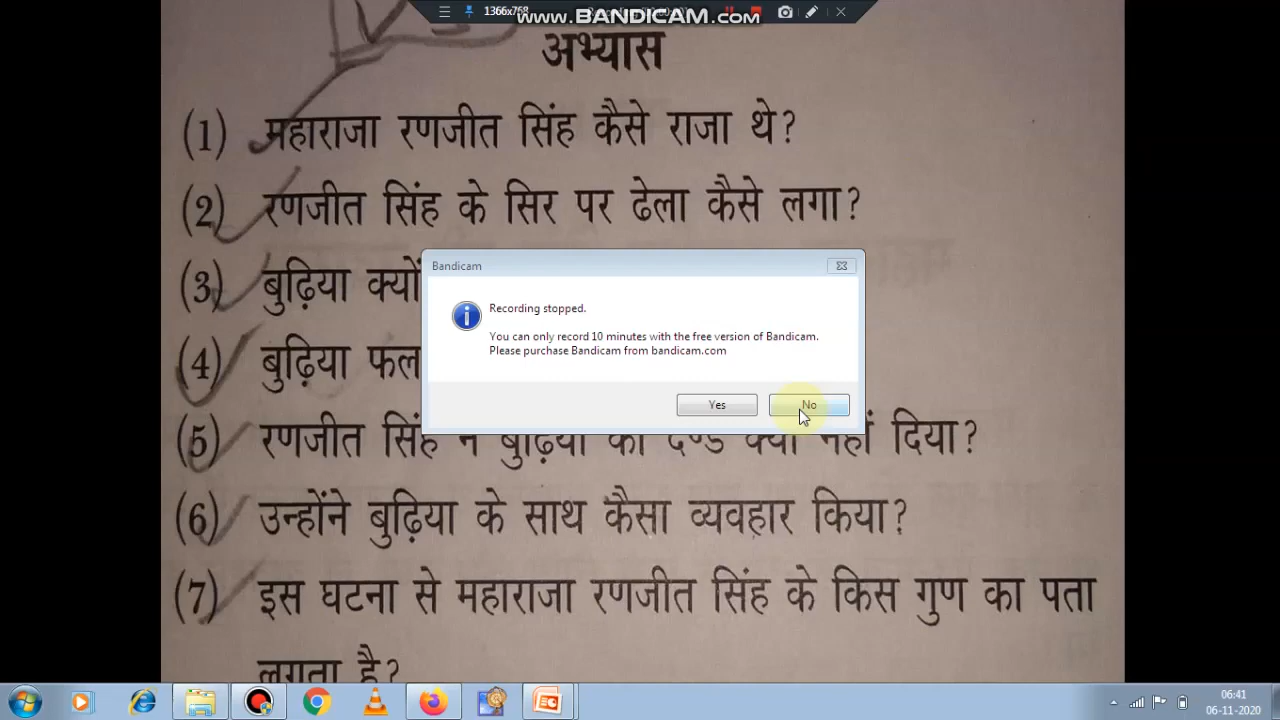 1366x768
www.BANDICAM.com
अभ्यास
(1) महाराजा रणजीत सिंह कैसे राजा थे?
(2) रणजीत सिंह के सिर पर ढेला कैसे लगा?
(3) बुढ़िया क्यों
Bandicam
Recording stopped.
You can only record 10 minutes with the free version of Bandicam.
Please purchase Bandicam from bandicam.com
Yes No
(4) बुढ़िया फल
(5) रणजीत सिंह ने बुढ़िया को दण्ड क्यों नहीं दिया?
(6) उन्होंने बुढ़िया के साथ कैसा व्यवहार किया?
(7) इस घटना से महाराजा रणजीत सिंह के किस गुण का पता
लगता है?
06:41
06-11-2020